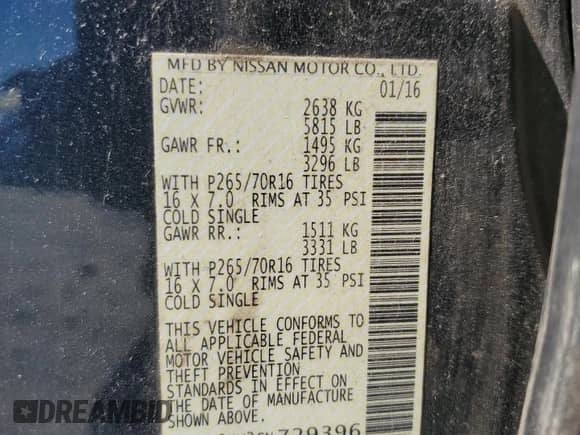 MFD BY NISSAN MOTOR CO., LTD.
DATE: 01/16
GVWR: 2638 KG
5815 LB
GAWR FR.: 1495 KG
3296 LB
WITH P265/70R16 TIRES
16 X 7.0 RIMS AT 35 PSI
COLD SINGLE
GAWR RR.: 1511 KG
3331 LB
WITH P265/70R16 TIRES
16 X 7.0 RIMS AT 35 PSI
COLD SINGLE
THIS VEHICLE CONFORMS TO
ALL APPLICABLE FEDERAL
MOTOR VEHICLE SAFETY AND
THEFT PREVENTION
STANDARDS IN EFFECT ON
THE DATE OF MANUFACTURE
SHOWN ABOVE.
729396
DREAMBID